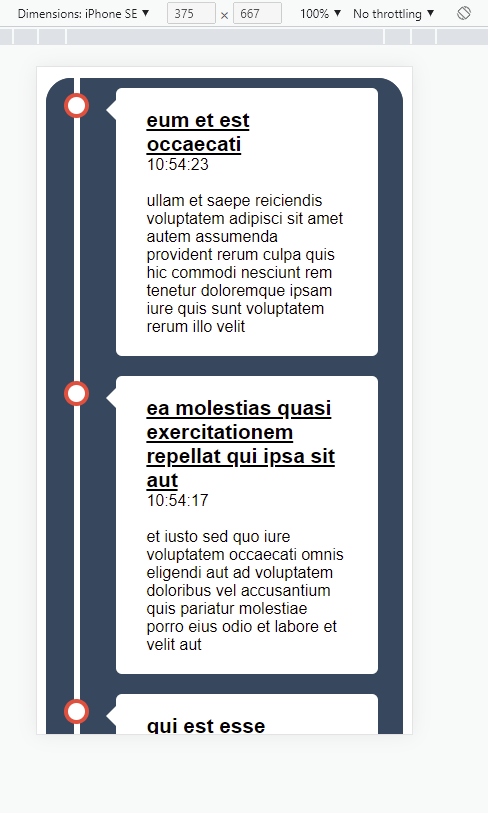 Dimensions: iPhone SE ▼ 375 × 667 100% ▼ No throttling ▼
eum et est
occaecati
10:54:23
ullam et saepe reiciendis
voluptatem adipisci sit amet
autem assumenda
provident rerum culpa quis
hic commodi nesciunt rem
tenetur doloremque ipsam
iure quis sunt voluptatem
rerum illo velit
ea molestias quasi
exercitationem
repellat qui ipsa sit
aut
10:54:17
et iusto sed quo iure
voluptatem occaecati omnis
eligendi aut ad voluptatem
doloribus vel accusantium
quis pariatur molestiae
porro eius odio et labore et
velit aut
qui est esse